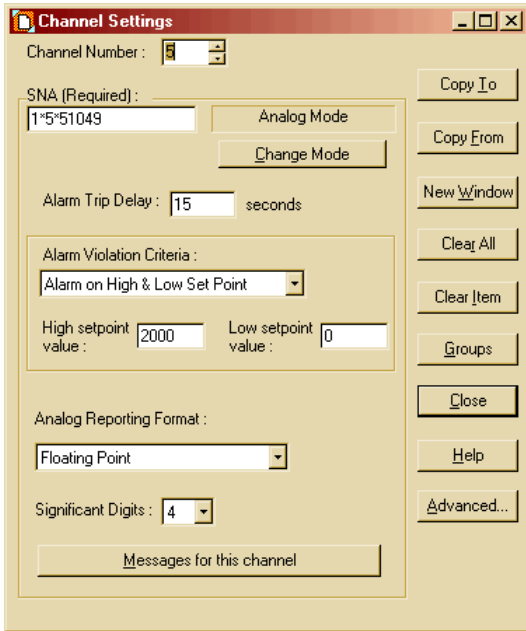 Channel Settings
Channel Number : 5
SNA (Required) :
1*5*51049
Analog Mode
Change Mode
Alarm Trip Delay : 15 seconds
Alarm Violation Criteria :
Alarm on High & Low Set Point
High setpoint value : 2000
Low setpoint value : 0
Analog Reporting Format :
Floating Point
Significant Digits : 4
Messages for this channel
Copy To
Copy From
New Window
Clear All
Clear Item
Groups
Close
Help
Advanced...